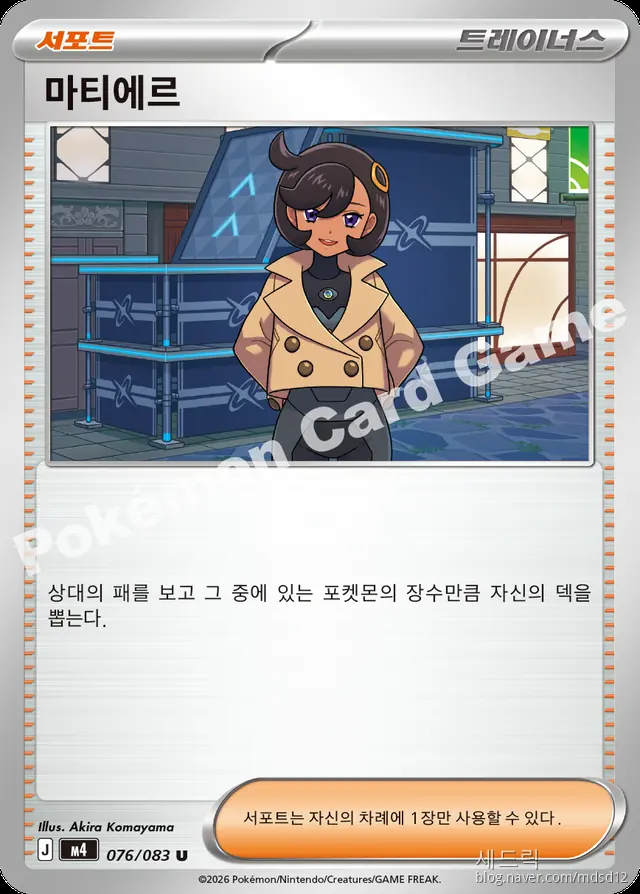 서포트
트레이너스
마티에르
Pokémon Card Game
상대의 패를 보고 그 중에 있는 포켓몬의 장수만큼 자신의 덱을
뽑는다.
Illus. Akira Komayama
서포트는 자신의 차례에 1장만 사용할 수 있다.
J M4 076/083 U
©2026 Pokémon/Nintendo/Creatures/GAME FREAK.
세드릭
blog.naver.com/mdsd12